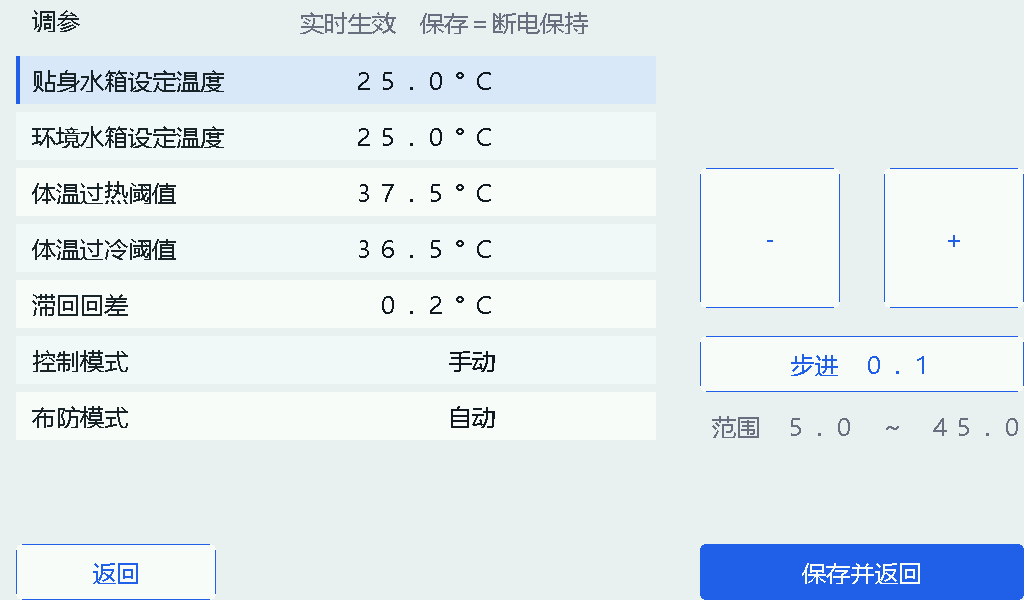 调参 实时生效 保存=断电保持
贴身水箱设定温度 25.0°C
环境水箱设定温度 25.0°C
体温过热阈值 37.5°C
体温过冷阈值 36.5°C
滞回回差 0.2°C
控制模式 手动
布防模式 自动
- +
步进 0.1
范围 5.0 ~ 45.0
返回 保存并返回